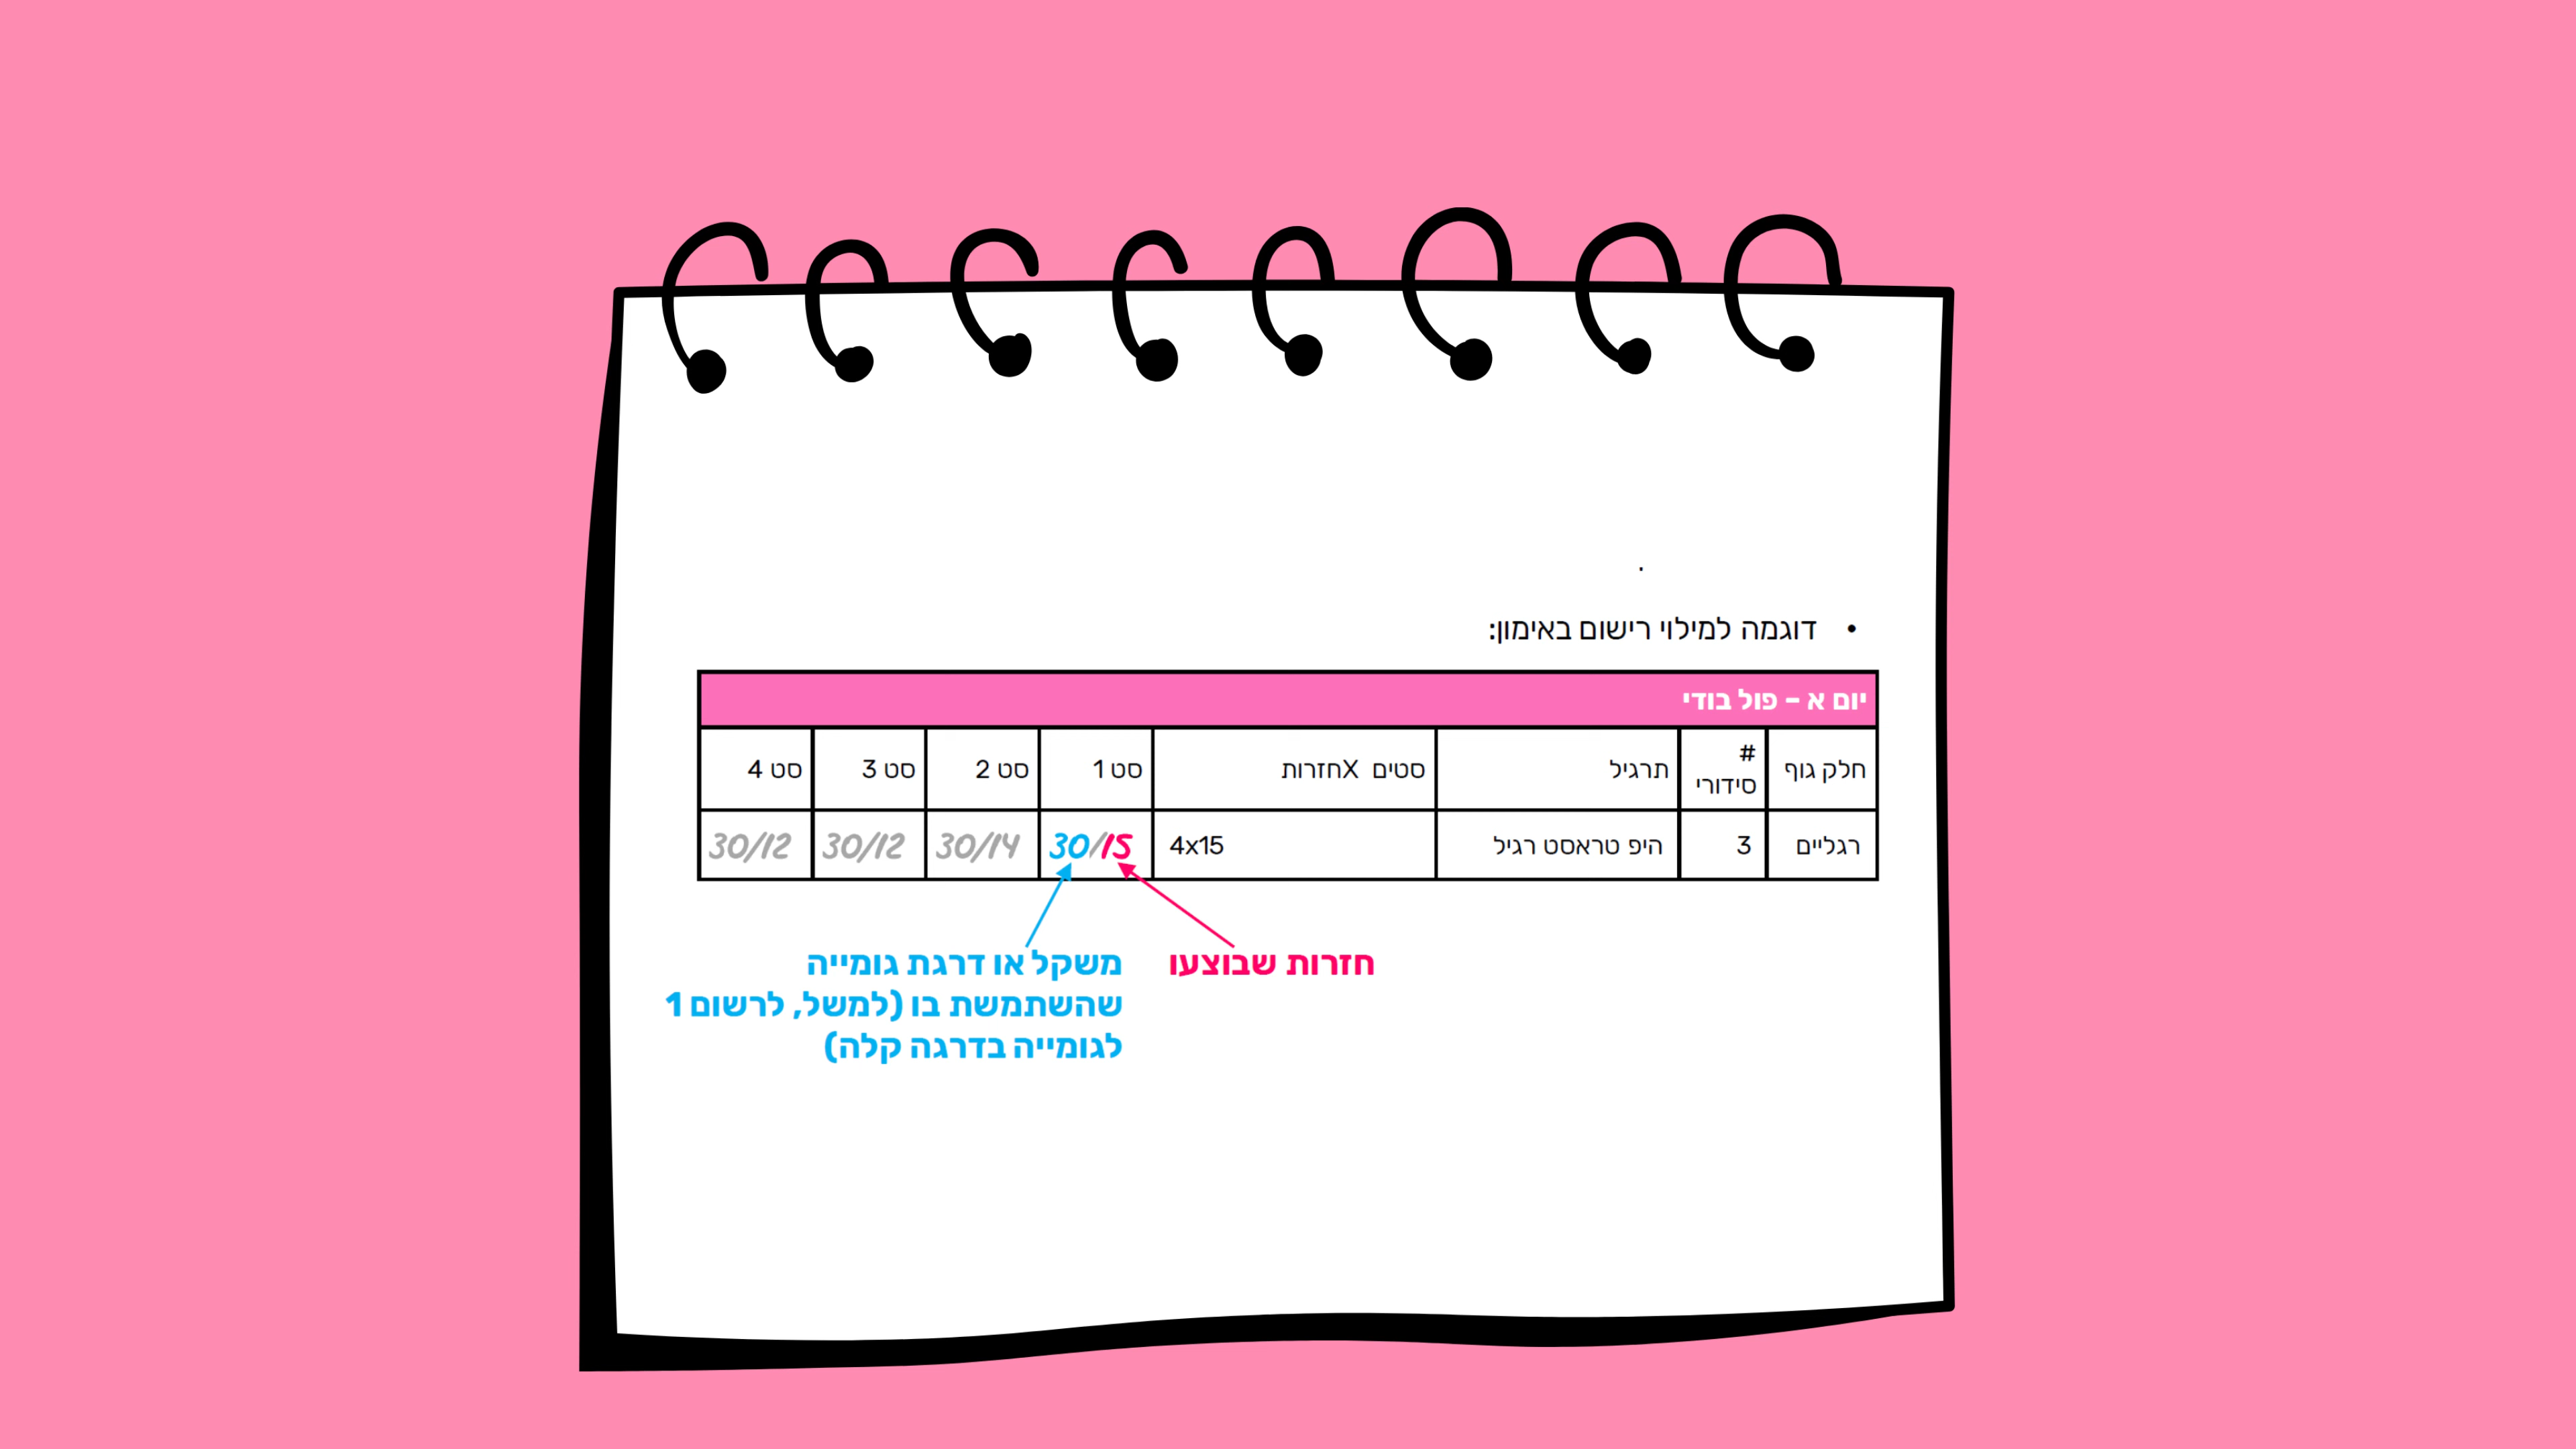 .
• דוגמה למילוי רישום באימון:
יום א – פול בודי
חלק גוף # סידורי תרגיל סטים Xחזרות סט 1 סט 2 סט 3 סט 4
רגליים 3 היפ טראסט רגיל 4x15 30/15 30/14 30/12 30/12
חזרות שבוצעו
משקל או דרגת גומייה
שהשתמשת בו (למשל, לרשום 1
לגומייה בדרגה קלה)